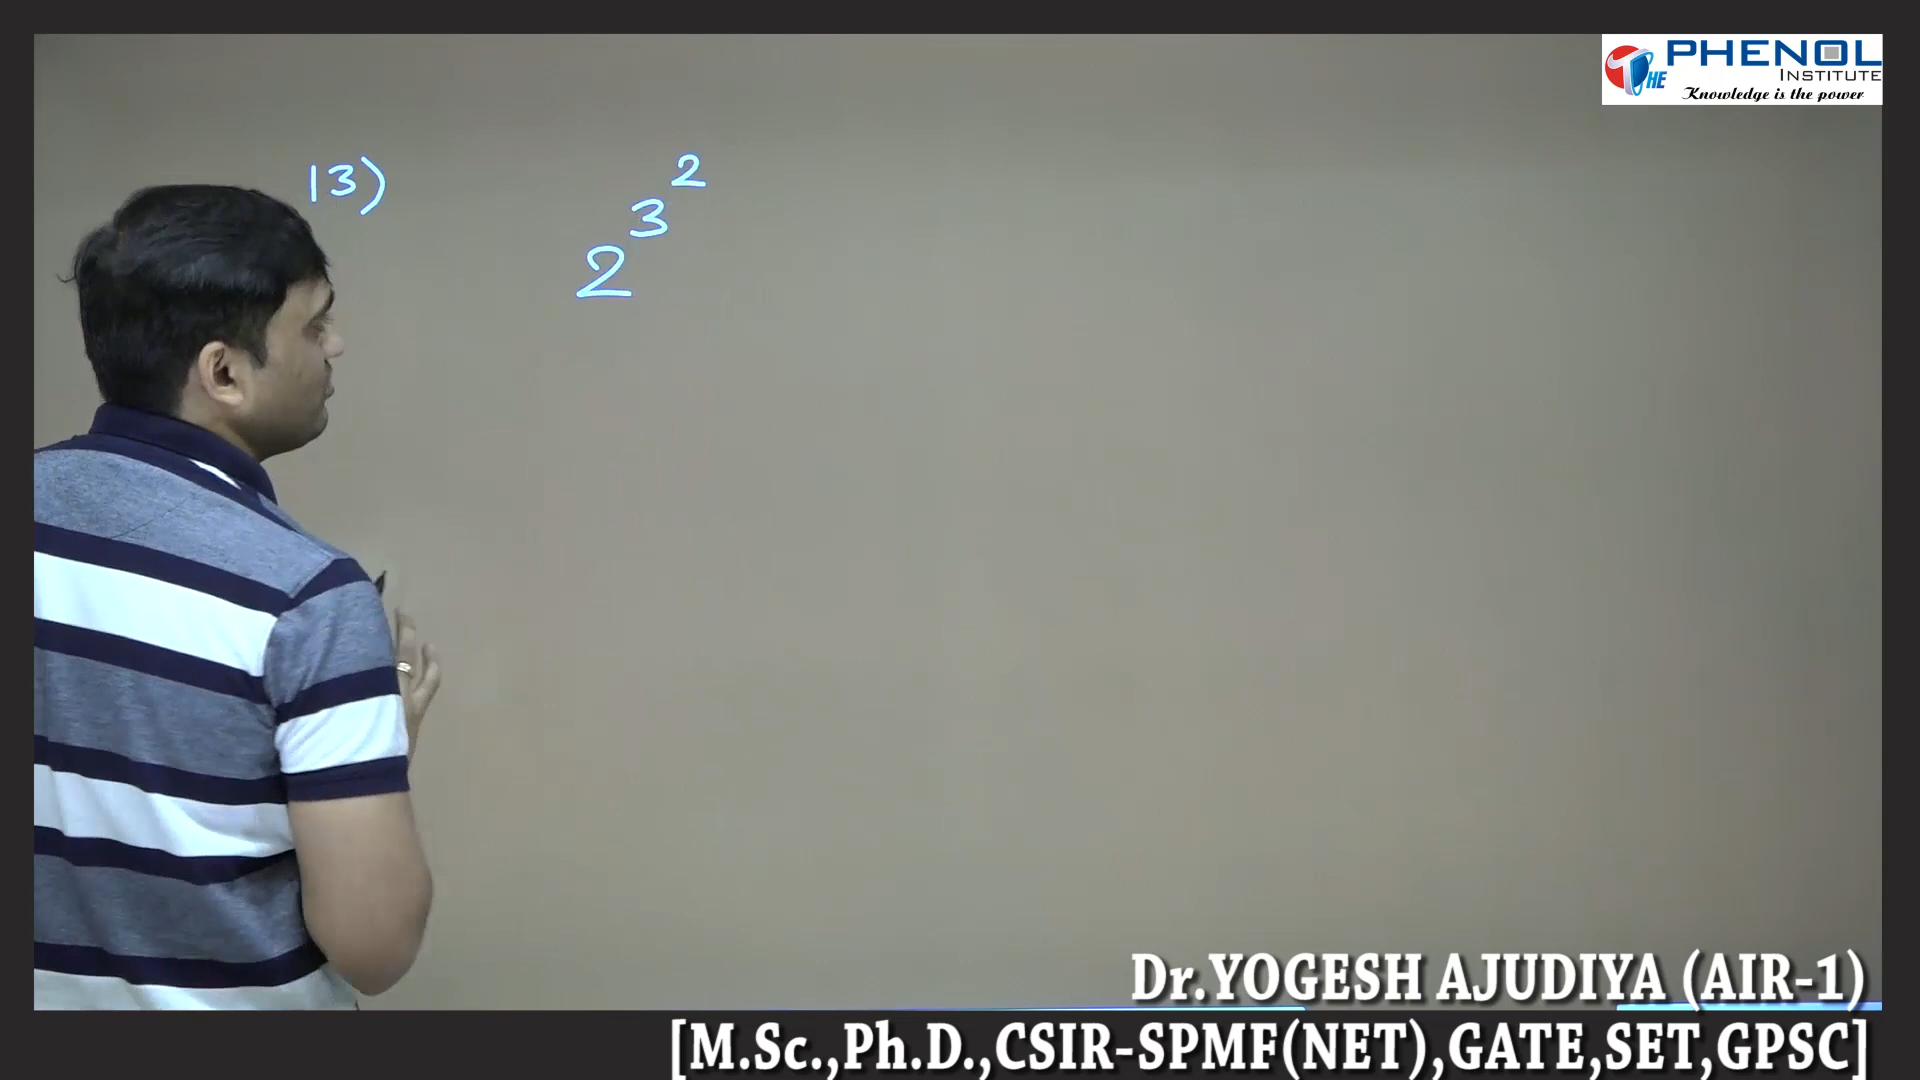 THE PHENOL
INSTITUTE
Knowledge is the power
13) 2^3^2
Dr.YOGESH AJUDIYA (AIR-1)
[M.Sc.,Ph.D.,CSIR-SPMF(NET),GATE,SET,GPSC]